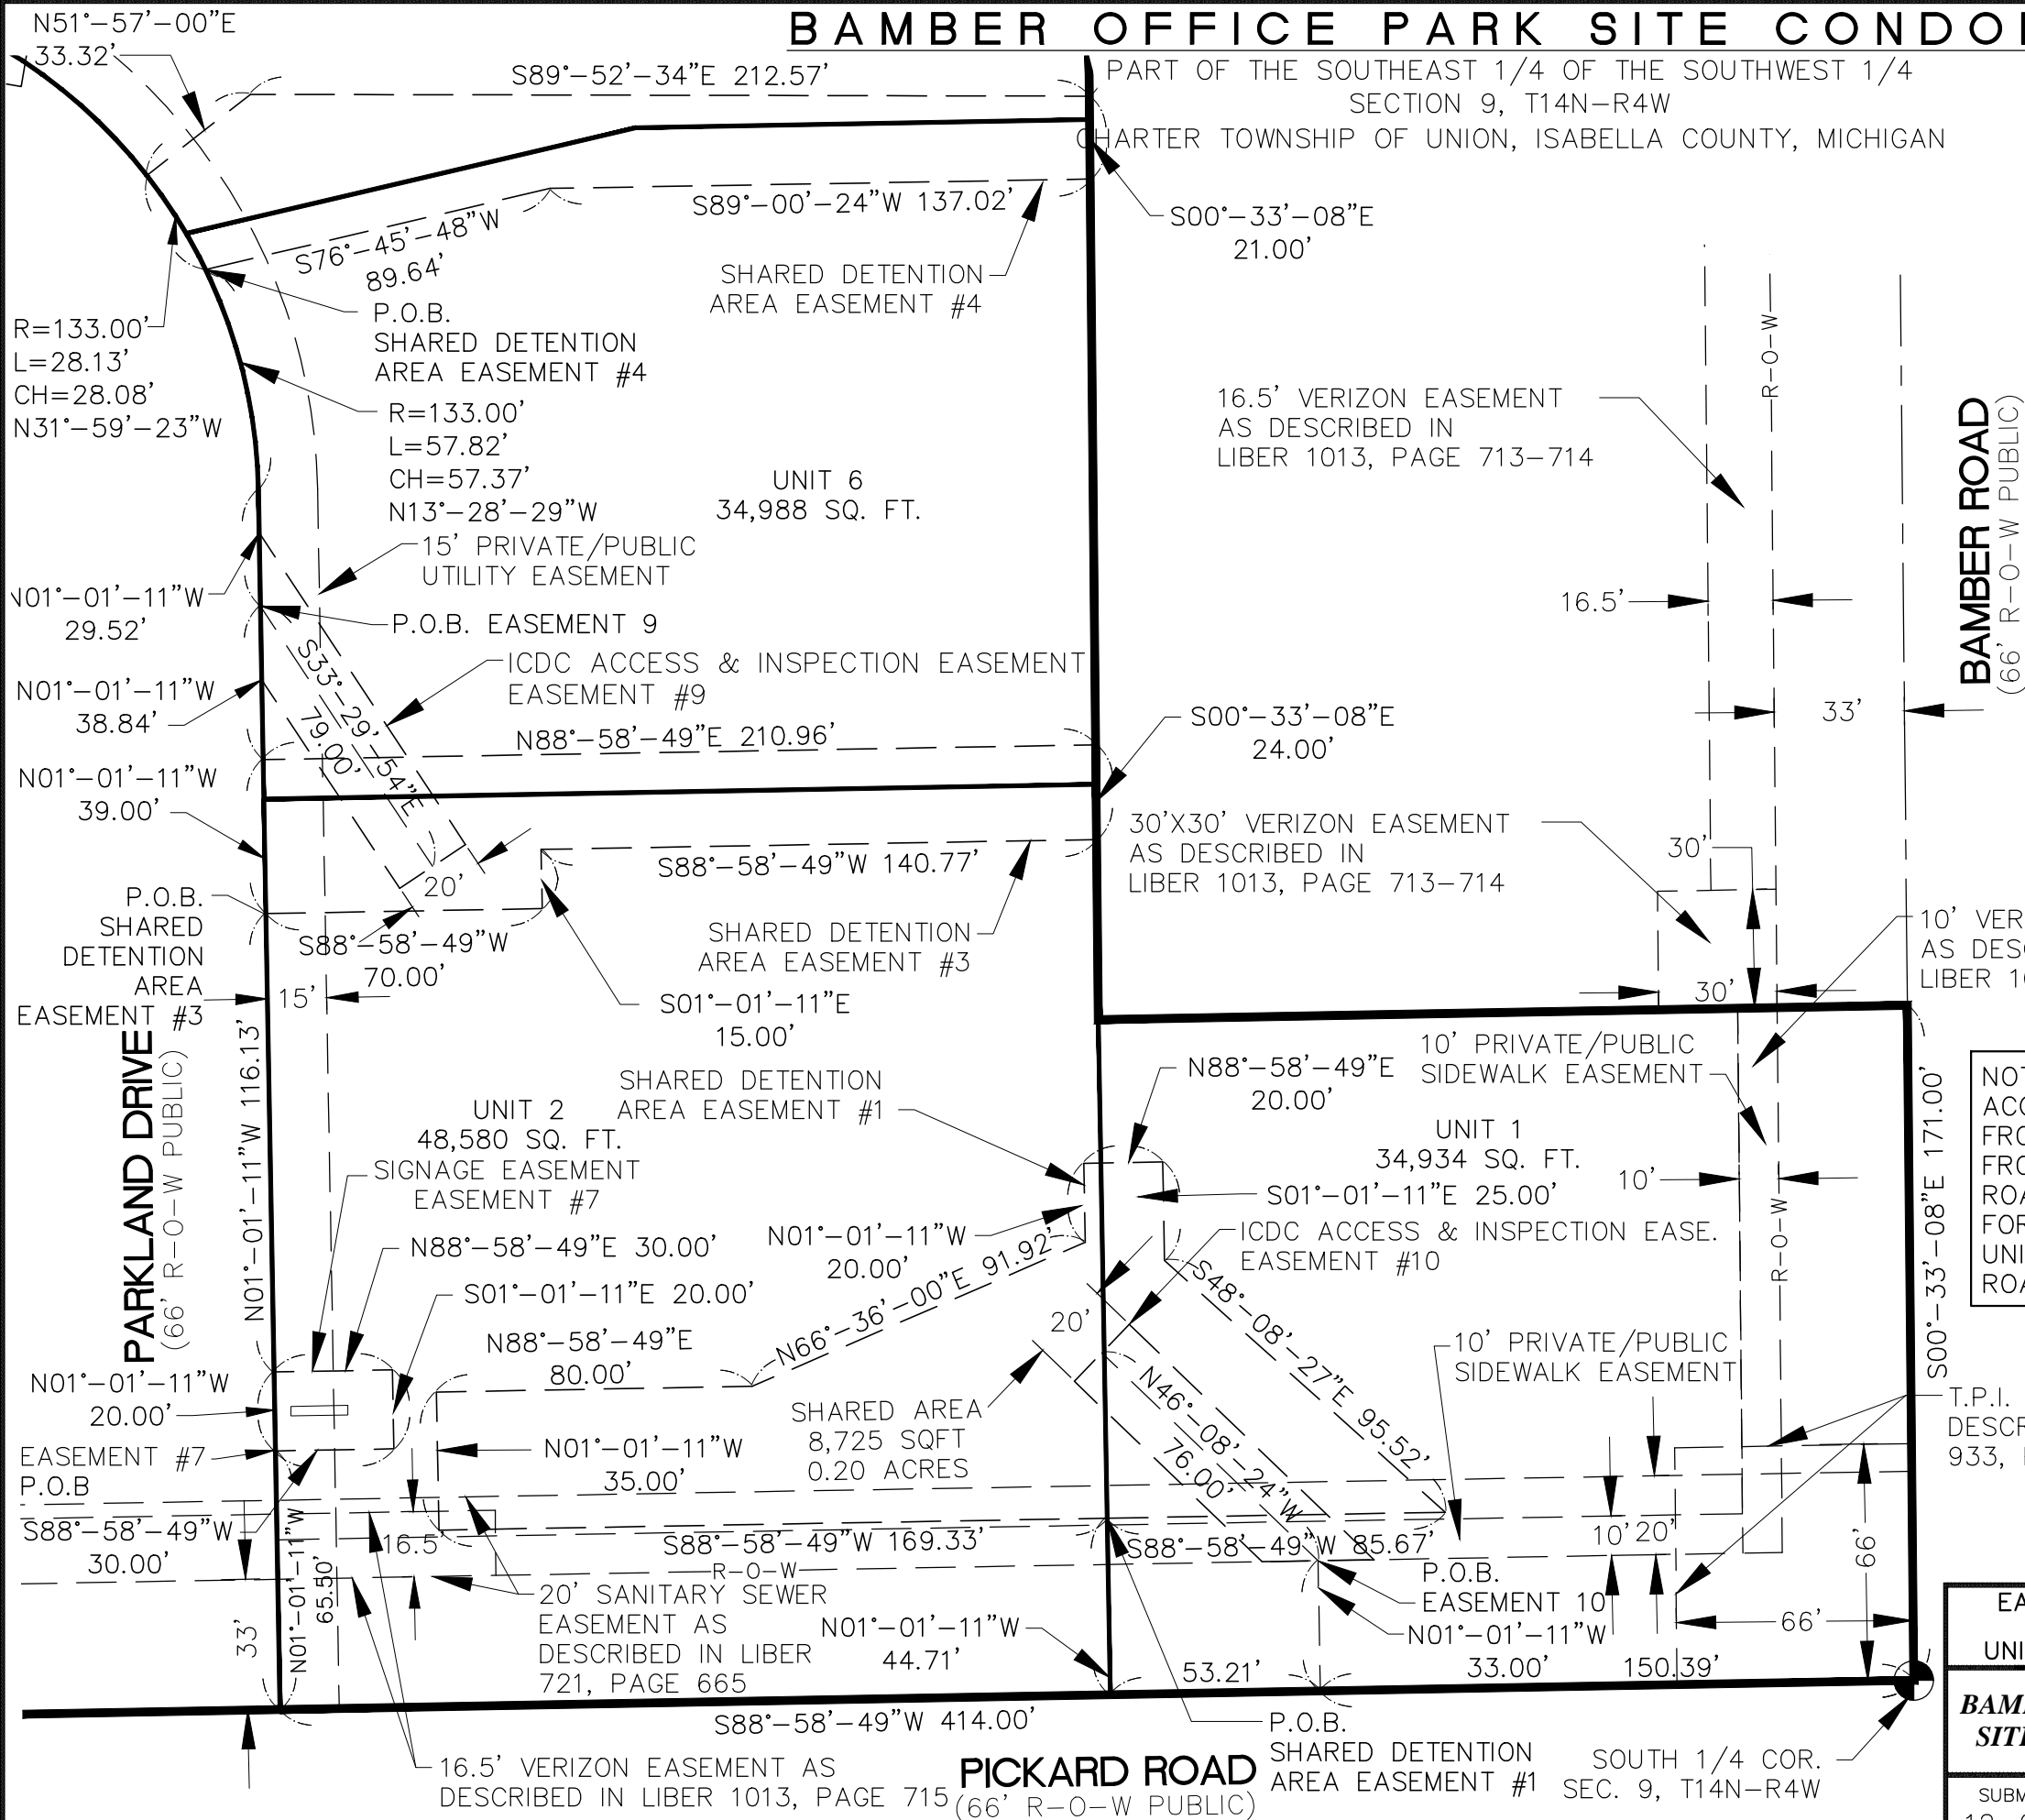 BAMBER OFFICE PARK SITE CONDO
PART OF THE SOUTHEAST 1/4 OF THE SOUTHWEST 1/4
SECTION 9, T14N-R4W
CHARTER TOWNSHIP OF UNION, ISABELLA COUNTY, MICHIGAN
N51°-57'-00"E
33.32'
S89°-52'-34"E 212.57'
S89°-00'-24"W 137.02'
S76°-45'-48"W
89.64'
S00°-33'-08"E
21.00'
SHARED DETENTION
AREA EASEMENT #4
P.O.B.
SHARED DETENTION
AREA EASEMENT #4
R=133.00'
L=28.13'
CH=28.08'
N31°-59'-23"W
R=133.00'
L=57.82'
CH=57.37'
N13°-28'-29"W
UNIT 6
34,988 SQ. FT.
16.5' VERIZON EASEMENT
AS DESCRIBED IN
LIBER 1013, PAGE 713-714
R-O-W
BAMBER ROAD
(66' R-O-W PUBLIC)
15' PRIVATE/PUBLIC
UTILITY EASEMENT
N01°-01'-11"W
29.52'
P.O.B. EASEMENT 9
16.5'
ICDC ACCESS & INSPECTION EASEMENT
EASEMENT #9
S33°-29'-54"E
79.00'
N01°-01'-11"W
38.84'
N88°-58'-49"E 210.96'
S00°-33'-08"E
24.00'
33'
N01°-01'-11"W
39.00'
30'X30' VERIZON EASEMENT
AS DESCRIBED IN
LIBER 1013, PAGE 713-714
30'
S88°-58'-49"W 140.77'
20'
P.O.B.
SHARED
DETENTION
AREA
EASEMENT #3
S88°-58'-49"W
70.00'
SHARED DETENTION
AREA EASEMENT #3
10' VER
AS DESC
LIBER 10
15'
S01°-01'-11"E
15.00'
30'
PARKLAND DRIVE
(66' R-O-W PUBLIC)
N01°-01'-11"W 116.13'
10' PRIVATE/PUBLIC
SIDEWALK EASEMENT
N88°-58'-49"E
20.00'
SHARED DETENTION
AREA EASEMENT #1
UNIT 2
48,580 SQ. FT.
UNIT 1
34,934 SQ. FT.
S00°-33'-08"E 171.00'
NOT
ACC
FRO
FRO
ROA
FOR
UNI
ROA
SIGNAGE EASEMENT
EASEMENT #7
10'
S01°-01'-11"E 25.00'
N01°-01'-11"W
20.00'
ICDC ACCESS & INSPECTION EASE.
EASEMENT #10
R-O-W
N88°-58'-49"E 30.00'
S01°-01'-11"E 20.00'
N66°-36'-00"E 91.92'
S48°-08'-27"E 95.52'
20'
N88°-58'-49"E
80.00'
10' PRIVATE/PUBLIC
SIDEWALK EASEMENT
N01°-01'-11"W
20.00'
N46°-08'-24"W
76.00'
SHARED AREA
8,725 SQFT
0.20 ACRES
T.P.I.
DESCR
933,
EASEMENT #7
P.O.B
N01°-01'-11"W
35.00'
S88°-58'-49"W
30.00'
N01°-01'-11"W
65.50'
16.5'
S88°-58'-49"W 169.33'
S88°-58'-49"W 85.67'
10' 20'
66'
R-O-W
20' SANITARY SEWER
EASEMENT AS
DESCRIBED IN LIBER
721, PAGE 665
P.O.B.
EASEMENT 10
N01°-01'-11"W
33.00'
N01°-01'-11"W
44.71'
66'
33'
53.21'
150.39'
EA
UNI
S88°-58'-49"W 414.00'
P.O.B.
SHARED DETENTION
AREA EASEMENT #1
SOUTH 1/4 COR.
SEC. 9, T14N-R4W
BAM
SIT
16.5' VERIZON EASEMENT AS
DESCRIBED IN LIBER 1013, PAGE 715
PICKARD ROAD
(66' R-O-W PUBLIC)
SUBM